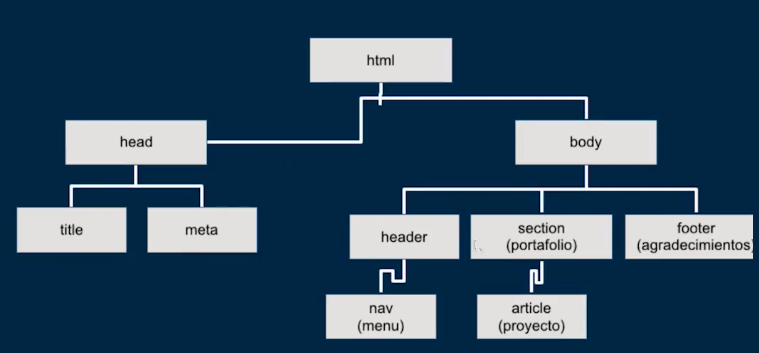 html
head
body
title
meta
header
section
(portafolio)
footer
(agradecimientos)
nav
(menu)
article
(proyecto)